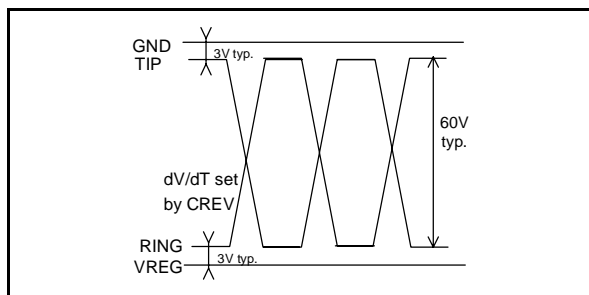 GND
3V typ.
TIP
60V
typ.
dV/dT set
by CREV
RING
3V typ.
VREG